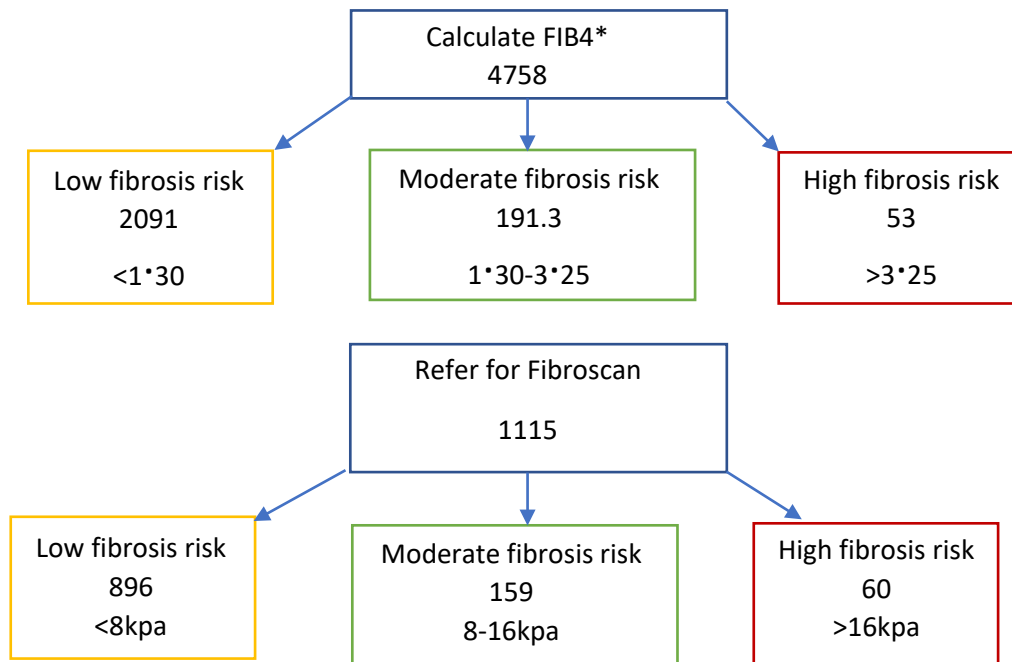 Calculate FIB4*
4758
Low fibrosis risk
2091
<1·30
Moderate fibrosis risk
191.3
1·30-3·25
High fibrosis risk
53
>3·25
Refer for Fibroscan
1115
Low fibrosis risk
896
<8kpa
Moderate fibrosis risk
159
8-16kpa
High fibrosis risk
60
>16kpa